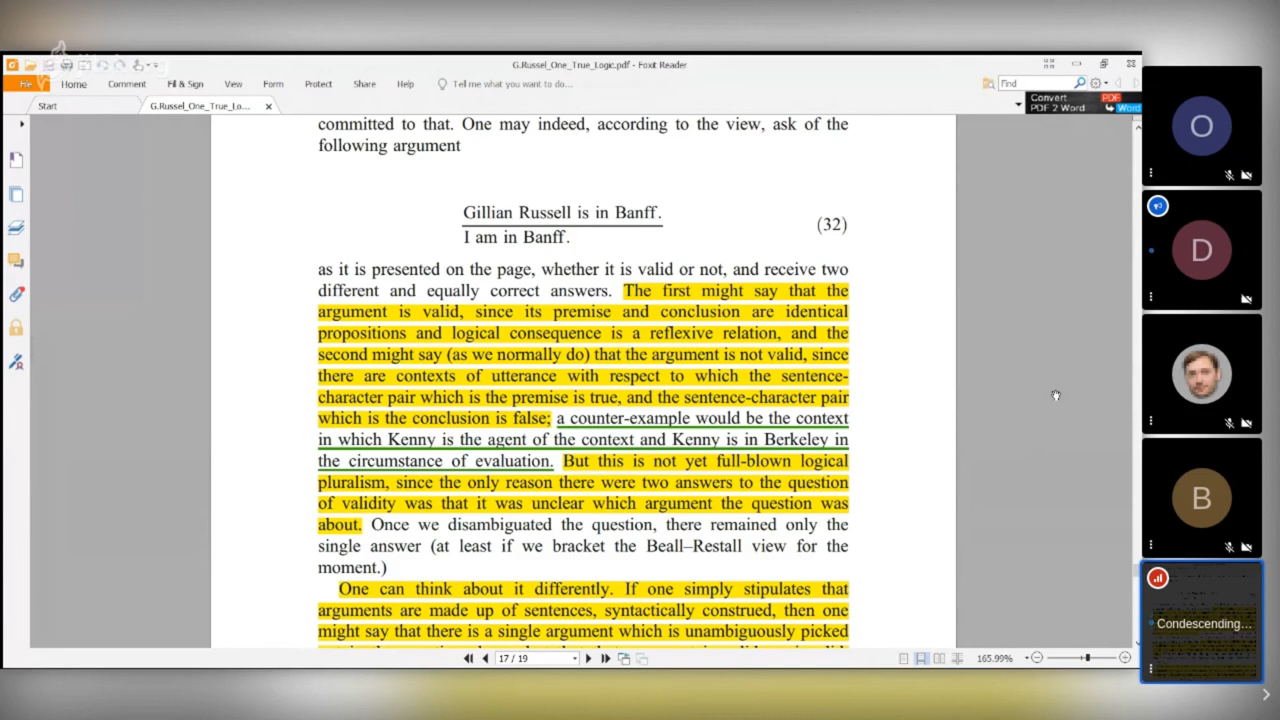 G.Russel_One_True_Logic.pdf - Foxit Reader
File Home Comment Fill & Sign View Form Protect Share Help Tell me what you want to do... Find
Start G.Russel_One_True_Lo... Convert PDF
PDF 2 Word Word
committed to that. One may indeed, according to the view, ask of the
following argument
Gillian Russell is in Banff.
I am in Banff.
(32)
as it is presented on the page, whether it is valid or not, and receive two
different and equally correct answers. The first might say that the
argument is valid, since its premise and conclusion are identical
propositions and logical consequence is a reflexive relation, and the
second might say (as we normally do) that the argument is not valid, since
there are contexts of utterance with respect to which the sentence-
character pair which is the premise is true, and the sentence-character pair
which is the conclusion is false; a counter-example would be the context
in which Kenny is the agent of the context and Kenny is in Berkeley in
the circumstance of evaluation. But this is not yet full-blown logical
pluralism, since the only reason there were two answers to the question
of validity was that it was unclear which argument the question was
about. Once we disambiguated the question, there remained only the
single answer (at least if we bracket the Beall–Restall view for the
moment.)
One can think about it differently. If one simply stipulates that
arguments are made up of sentences, syntactically construed, then one
might say that there is a single argument which is unambiguously picked
17 / 19 165.99%
O
D
B
Condescending...